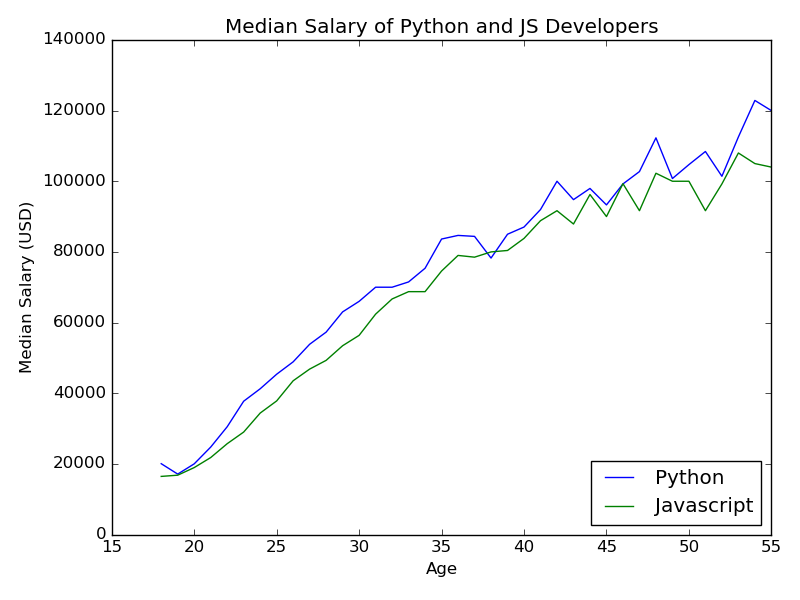 Median Salary of Python and JS Developers
140000
120000
100000
80000
60000
40000
20000
0
Median Salary (USD)
15 20 25 30 35 40 45 50 55
Age
Python
Javascript